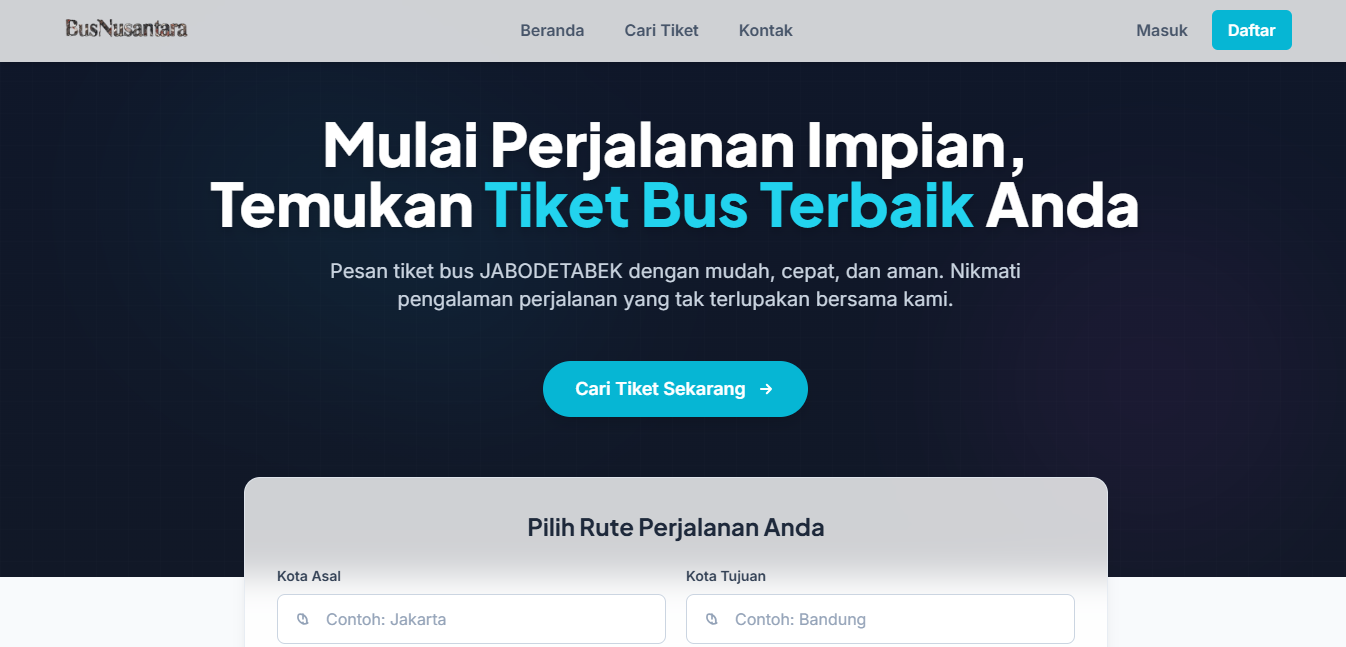 BusNusantara
Beranda
Cari Tiket
Kontak
Masuk
Daftar
Mulai Perjalanan Impian,
Temukan Tiket Bus Terbaik Anda
Pesan tiket bus JABODETABEK dengan mudah, cepat, dan aman. Nikmati
pengalaman perjalanan yang tak terlupakan bersama kami.
Cari Tiket Sekarang →
Pilih Rute Perjalanan Anda
Kota Asal
Kota Tujuan
Contoh: Jakarta
Contoh: Bandung